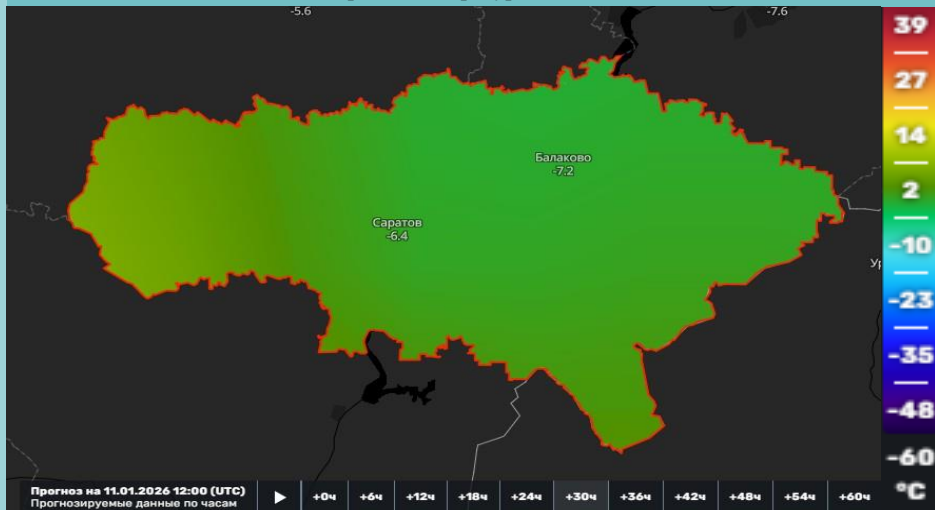 -5.6
-7.6
Балаково
-7.2
Саратов
-6.4
39
27
14
2
-10
-23
-35
-48
-60
°C
Прогноз на 11.01.2026 12:00 (UTC)
Прогнозируемые данные по часам
+0ч +6ч +12ч +18ч +24ч +30ч +36ч +42ч +48ч +54ч +60ч